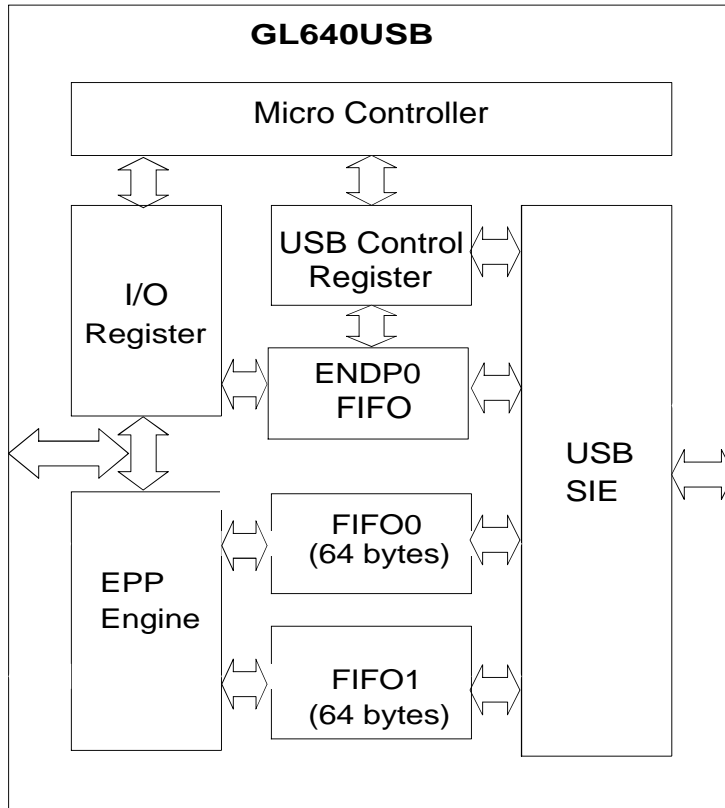 GL640USB
Micro Controller
I/O
Register
USB Control
Register
ENDP0
FIFO
USB
SIE
EPP
Engine
FIFO0
(64 bytes)
FIFO1
(64 bytes)